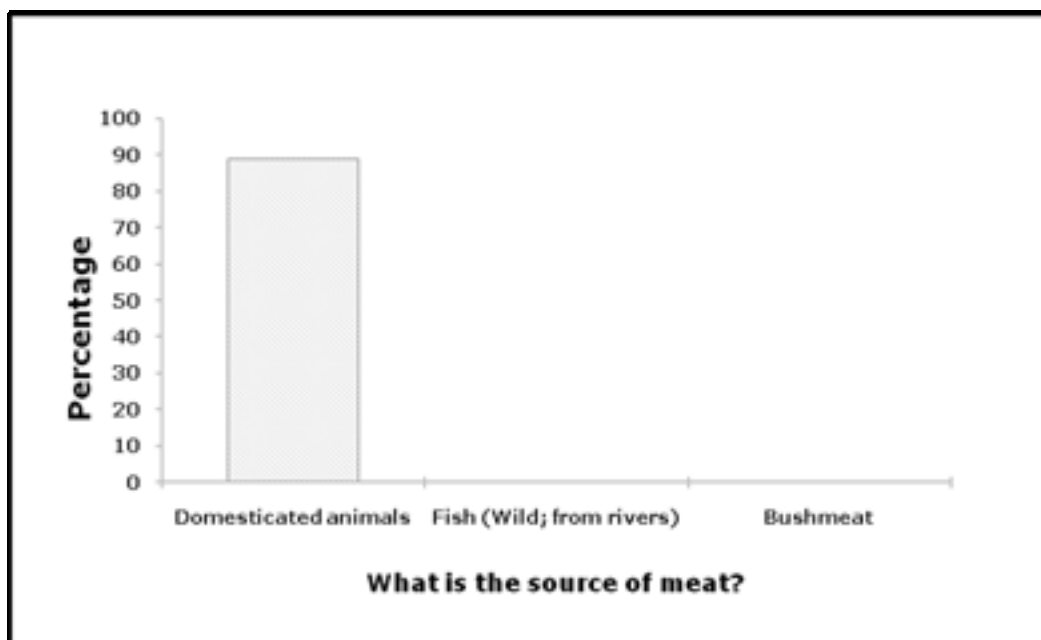 Percentage
100
90
80
70
60
50
40
30
20
10
0
Domesticated animals
Fish (Wild; from rivers)
Bushmeat
What is the source of meat?